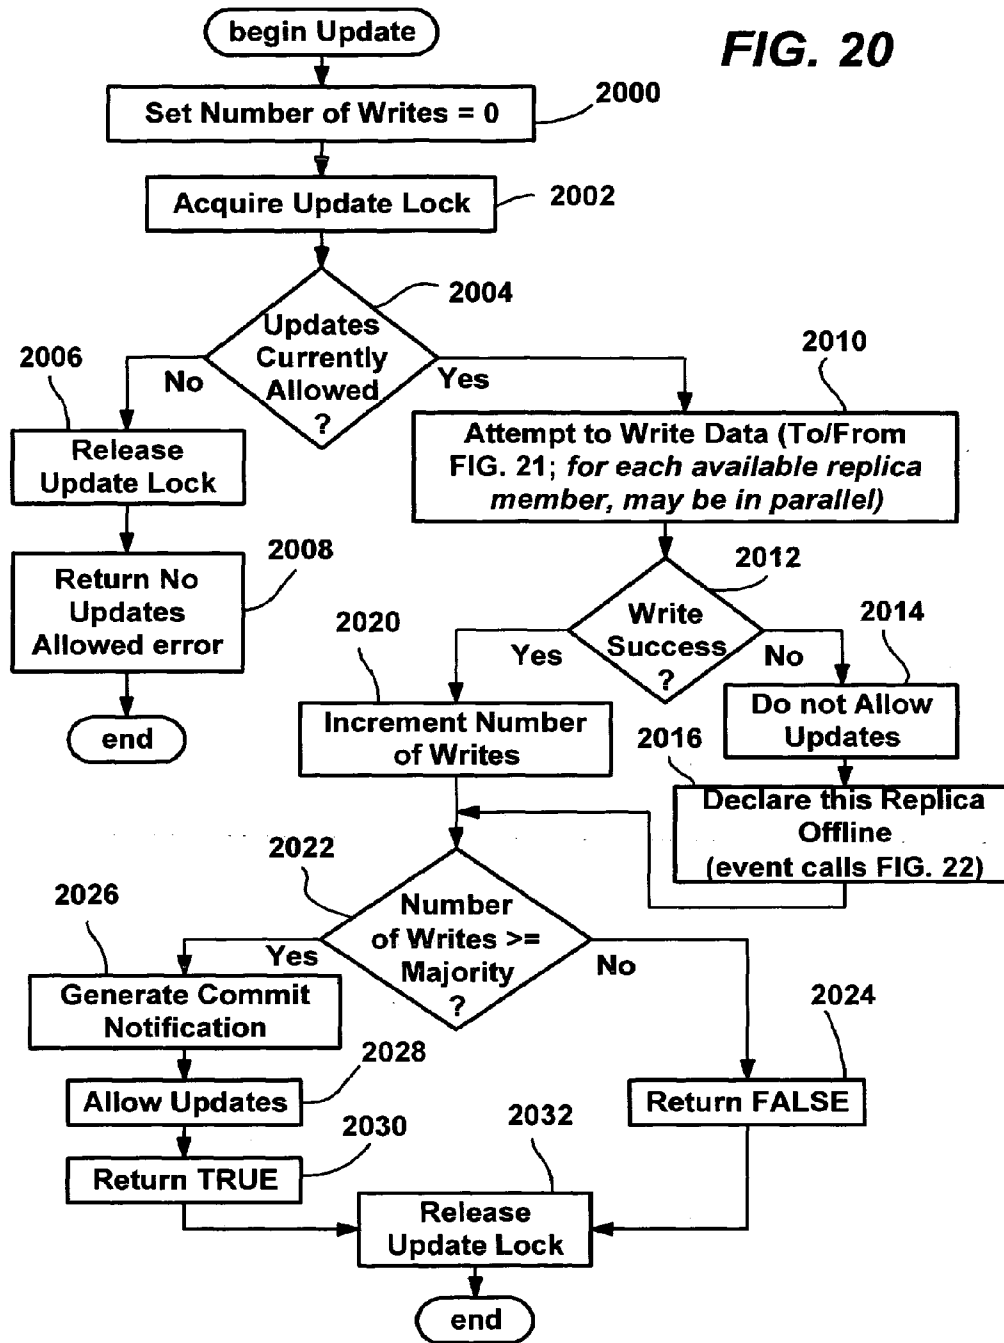 begin Update
FIG. 20
Set Number of Writes = 0
2000
Acquire Update Lock
2002
2004
Updates
Currently
Allowed
?
No
Yes
2006
Release
Update Lock
2008
Return No
Updates
Allowed error
end
2010
Attempt to Write Data (To/From
FIG. 21; for each available replica
member, may be in parallel)
2012
Write
Success
?
Yes
No
2014
Do not Allow
Updates
2016
Declare this Replica
Offline
(event calls FIG. 22)
2020
Increment Number
of Writes
2022
Number
of Writes >=
Majority
?
Yes
No
2026
Generate Commit
Notification
2028
Allow Updates
2030
Return TRUE
2024
Return FALSE
2032
Release
Update Lock
end